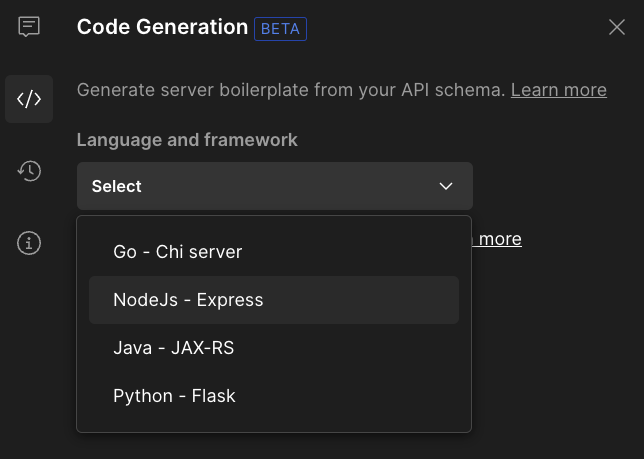 Code Generation BETA
Generate server boilerplate from your API schema. Learn more
Language and framework
Select
more
Go - Chi server
NodeJs - Express
Java - JAX-RS
Python - Flask